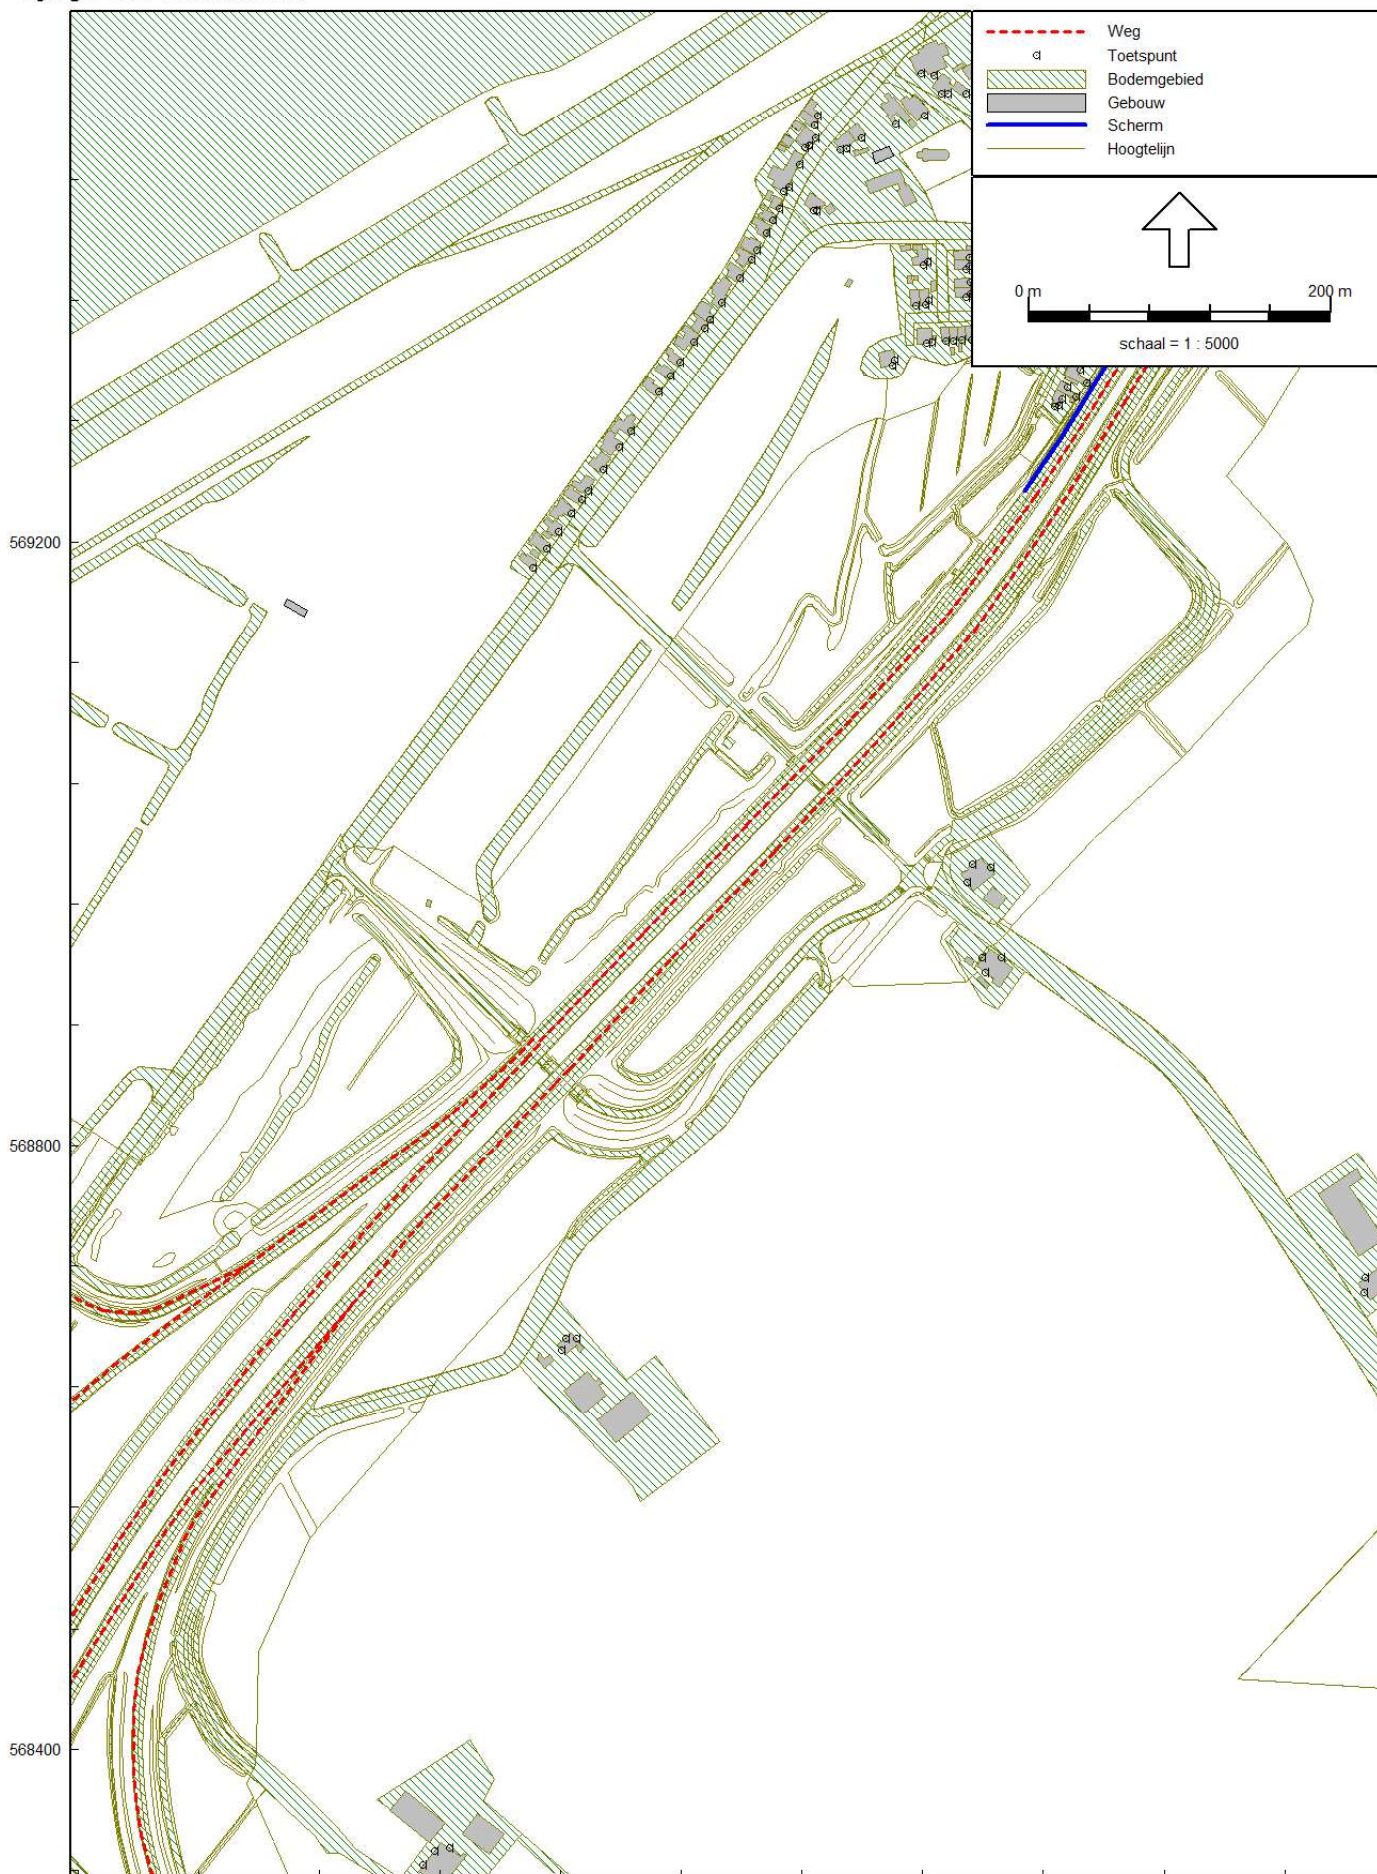 Weg
Toetspunt
Bodemgebied
Gebouw
Scherm
Hoogtelijn
0 m 200 m
schaal = 1 : 5000
569200
568800
568400